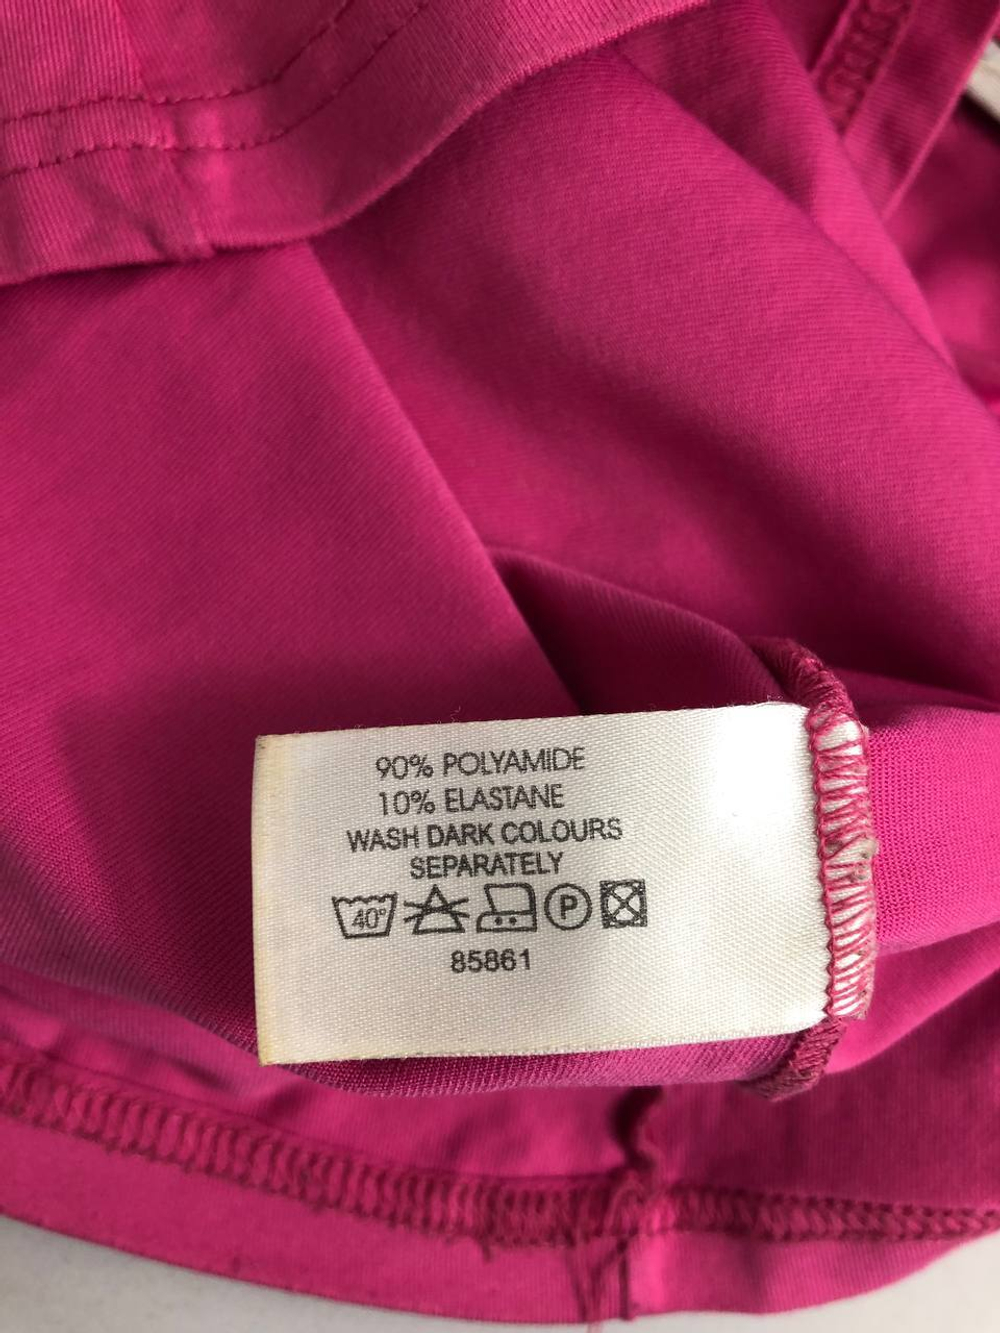 90% POLYAMIDE
10% ELASTANE
WASH DARK COLOURS
SEPARATELY
40° P
85861